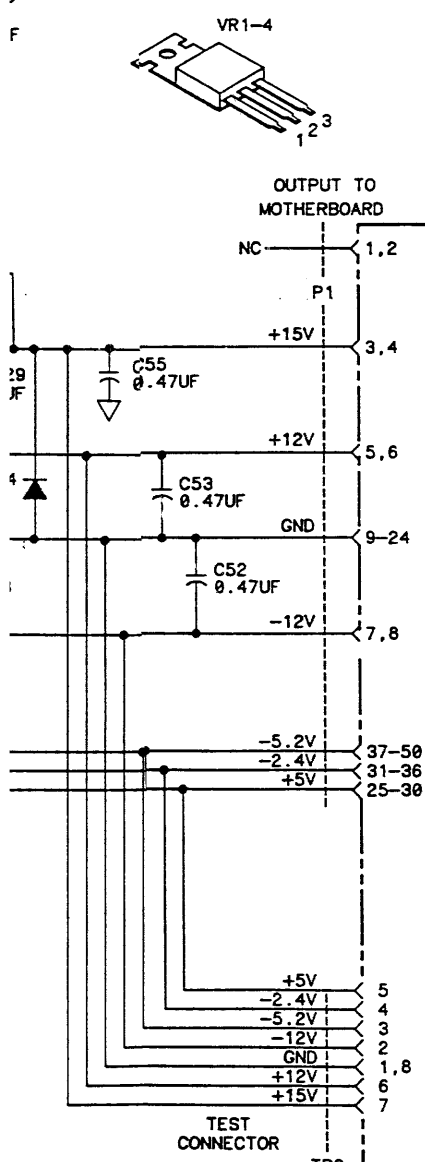 F
VR1-4
1 2 3
OUTPUT TO
MOTHERBOARD
NC
1,2
P1
+15V
3,4
29
UF
C55
0.47UF
+12V
5,6
4
C53
0.47UF
GND
9-24
C52
0.47UF
-12V
7,8
-5.2V
37-50
-2.4V
31-36
+5V
25-30
+5V
5
-2.4V
4
-5.2V
3
-12V
2
GND
1,8
+12V
6
+15V
7
TEST
CONNECTOR